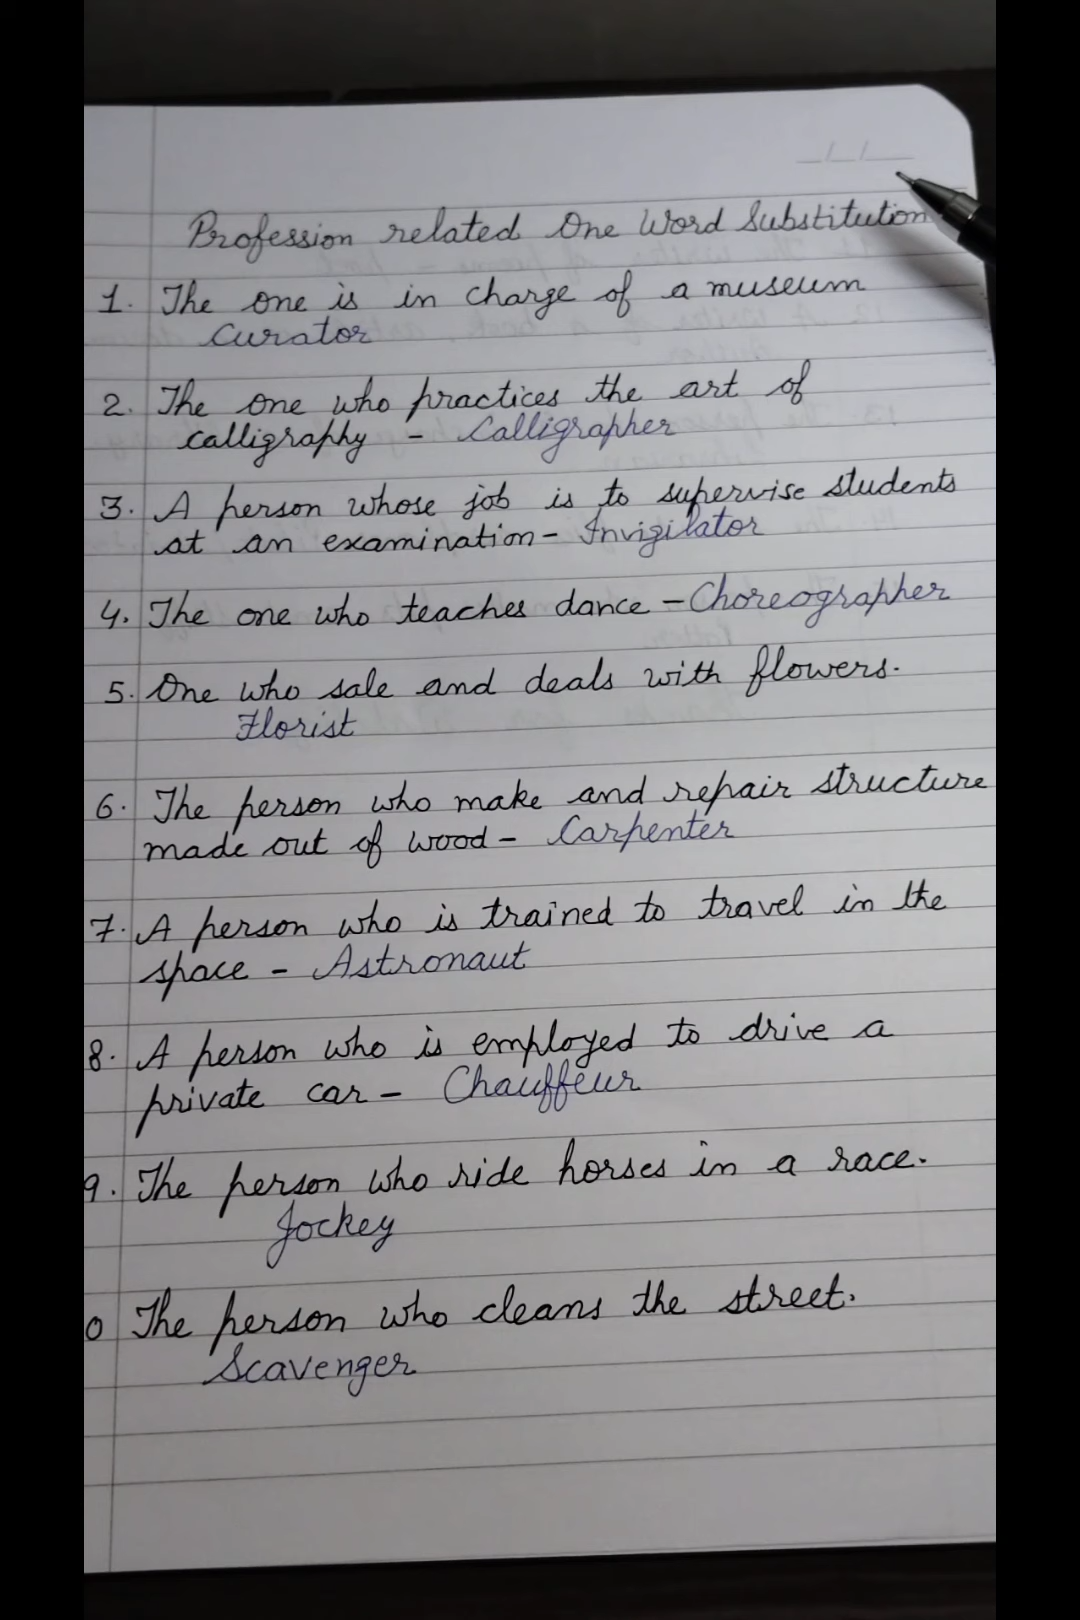 _/_/__
Profession related One Word Substitution
1. The one is in charge of a museum
Curator
2. The one who practices the art of
calligraphy - Calligrapher
3. A person whose job is to supervise students
at an examination - Invigilator
4. The one who teaches dance - Choreographer
5. One who sale and deals with flowers.
Florist
6. The person who make and repair structure
made out of wood - Carpenter
7. A person who is trained to travel in the
space - Astronaut
8. A person who is employed to drive a
private car - Chauffeur
9. The person who ride horses in a race.
Jockey
0 The person who cleans the street.
Scavenger